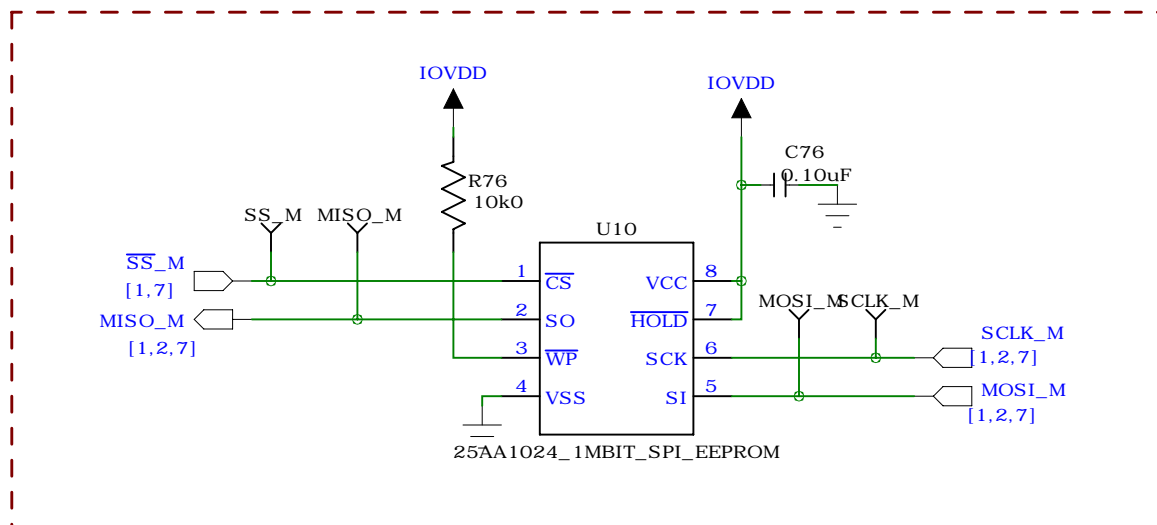 IOVDD
IOVDD
C76
0.10uF
R76
10k0
SS_M
MISO_M
U10
SS_M
[1,7]
1
CS
VCC
8
MOSI_M
SCLK_M
MISO_M
[1,2,7]
2
SO
HOLD
7
SCLK_M
[1,2,7]
3
WP
SCK
6
4
VSS
SI
5
MOSI_M
[1,2,7]
25AA1024_1MBIT_SPI_EEPROM